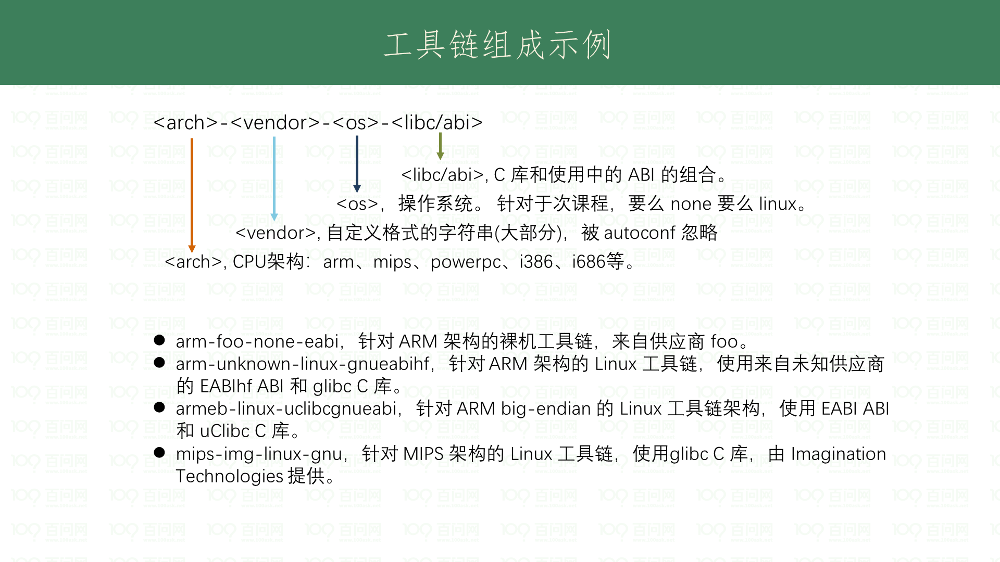 工具链组成示例
<arch>-<vendor>-<os>-<libc/abi>
<libc/abi>, C 库和使用中的 ABI 的组合。
<os>，操作系统。 针对于次课程，要么 none 要么 linux。
<vendor>, 自定义格式的字符串(大部分)，被 autoconf 忽略
<arch>, CPU架构：arm、mips、powerpc、i386、i686等。
● arm-foo-none-eabi，针对 ARM 架构的裸机工具链，来自供应商 foo。
● arm-unknown-linux-gnueabihf，针对 ARM 架构的 Linux 工具链，使用来自未知供应商
的 EABIhf ABI 和 glibc C 库。
● armeb-linux-uclibcgnueabi，针对 ARM big-endian 的 Linux 工具链架构，使用 EABI ABI
和 uClibc C 库。
● mips-img-linux-gnu，针对 MIPS 架构的 Linux 工具链，使用glibc C 库，由 Imagination
Technologies 提供。
百问网
www.100ask.net